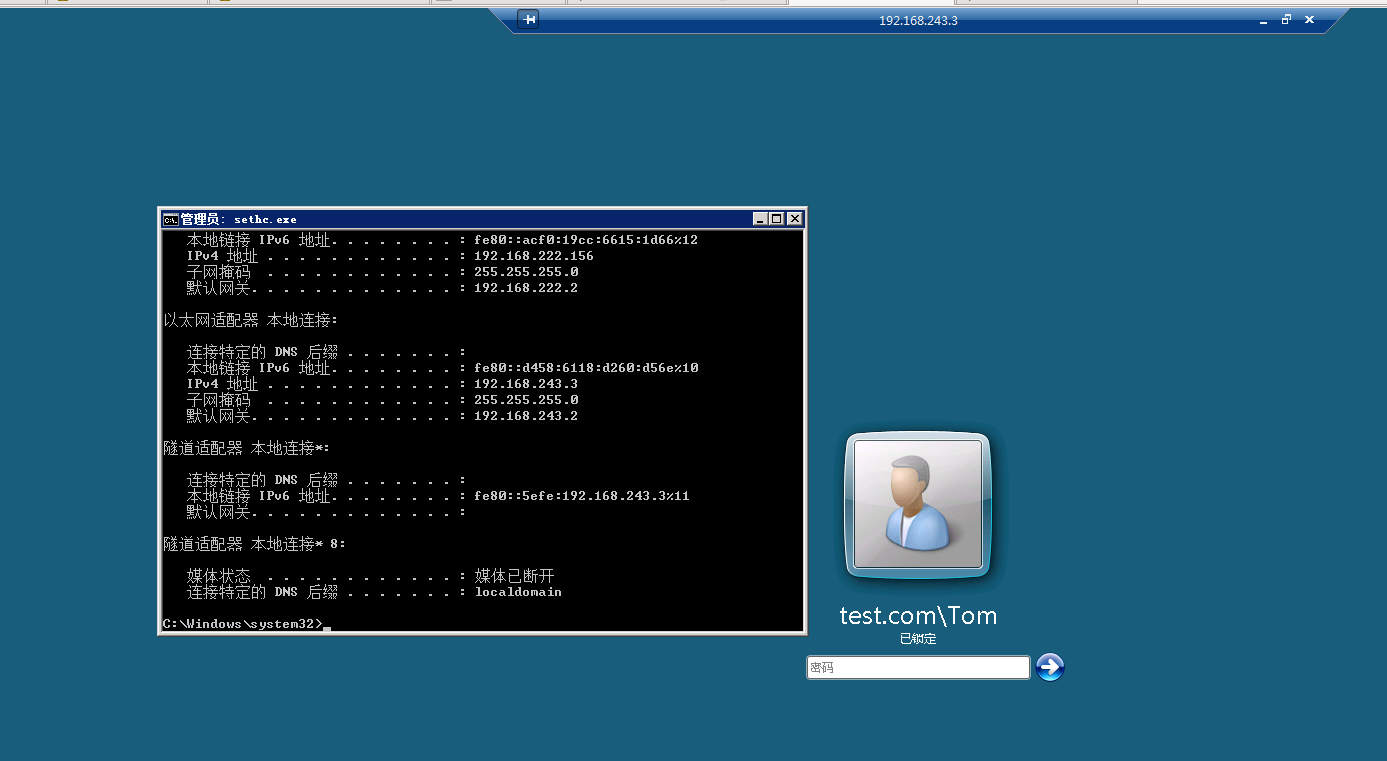 192.168.243.3
管理员: sethc.exe
本地链接 IPv6 地址. . . . . . . . : fe80::acf0:19cc:6615:1d66%12
IPv4 地址 . . . . . . . . . . . . : 192.168.222.156
子网掩码  . . . . . . . . . . . . : 255.255.255.0
默认网关. . . . . . . . . . . . . : 192.168.222.2
以太网适配器 本地连接:
连接特定的 DNS 后缀 . . . . . . . :
本地链接 IPv6 地址. . . . . . . . : fe80::d458:6118:d260:d56e%10
IPv4 地址 . . . . . . . . . . . . : 192.168.243.3
子网掩码  . . . . . . . . . . . . : 255.255.255.0
默认网关. . . . . . . . . . . . . : 192.168.243.2
隧道适配器 本地连接*:
连接特定的 DNS 后缀 . . . . . . . :
本地链接 IPv6 地址. . . . . . . . : fe80::5efe:192.168.243.3%11
默认网关. . . . . . . . . . . . . :
隧道适配器 本地连接* 8:
媒体状态  . . . . . . . . . . . . : 媒体已断开
连接特定的 DNS 后缀 . . . . . . . : localdomain
C:\Windows\system32>
test.com\Tom
已锁定
密码